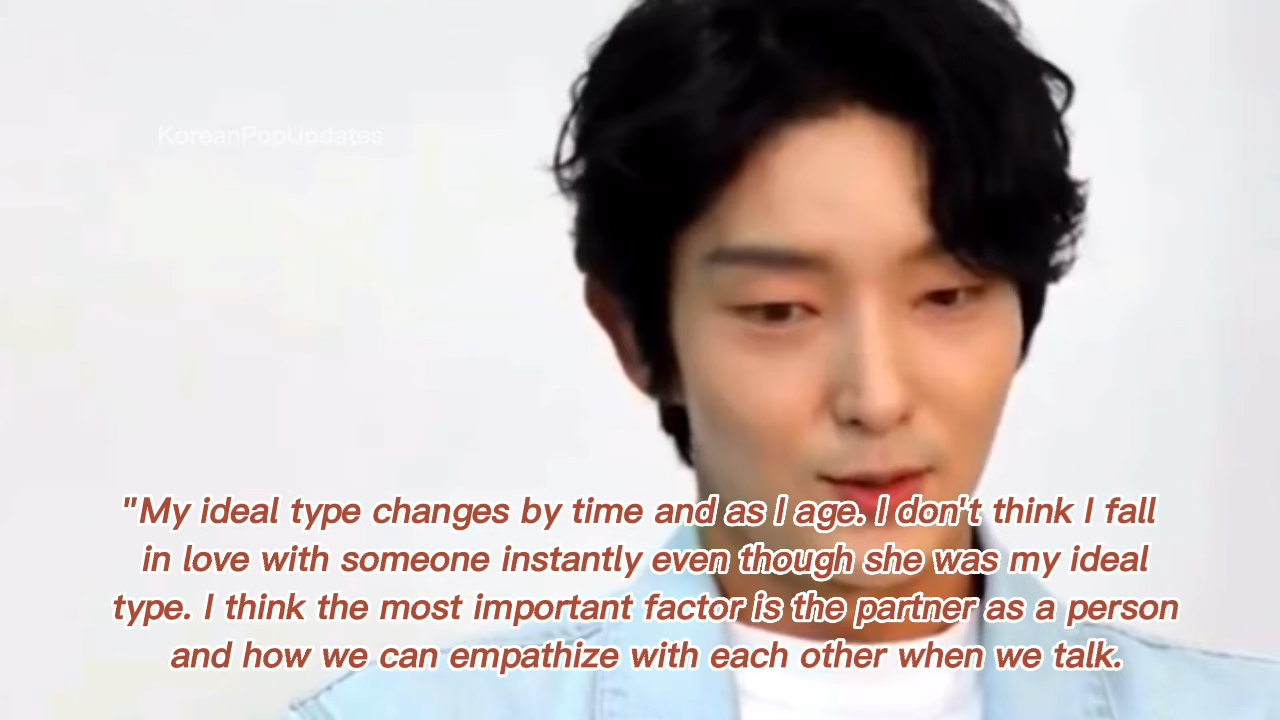 KoreanPopUpdates
"My ideal type changes by time and as I age. I don't think I fall
in love with someone instantly even though she was my ideal
type. I think the most important factor is the partner as a person
and how we can empathize with each other when we talk.